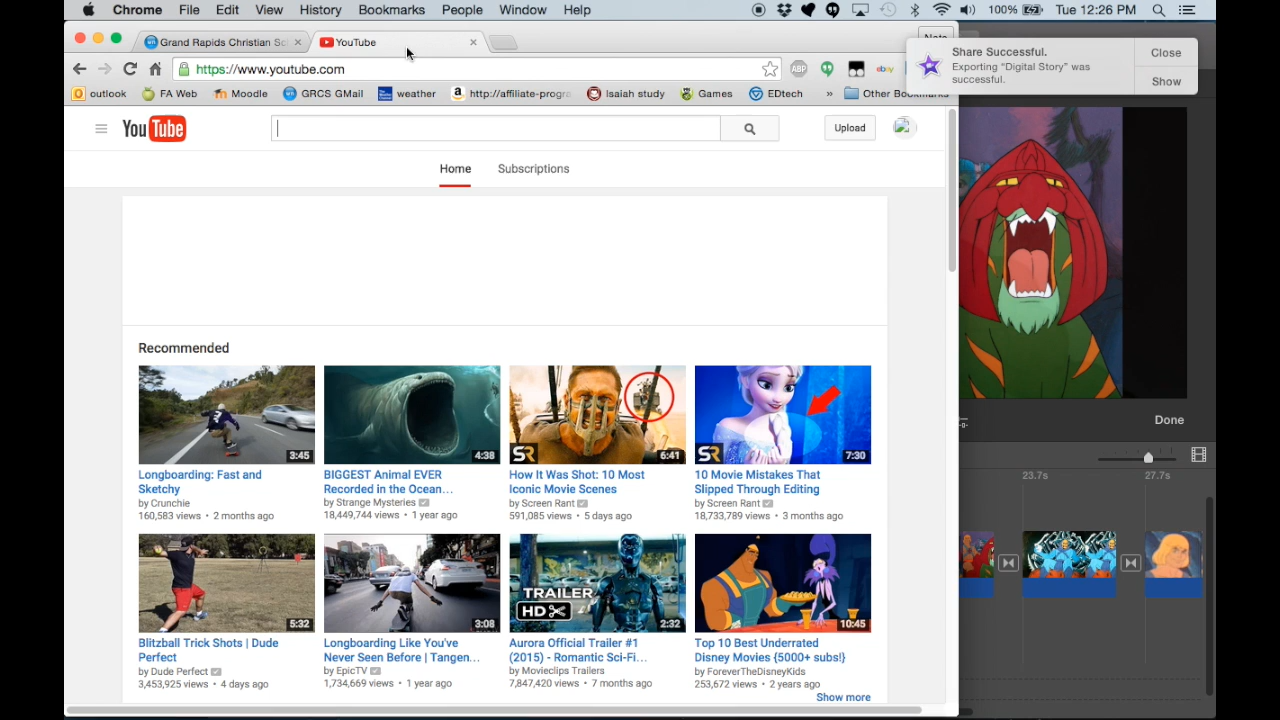 Chrome File Edit View History Bookmarks People Window Help 100% Tue 12:26 PM
Grand Rapids Christian Sc
YouTube
Share Successful.
Exporting “Digital Story” was
successful.
Close
Show
https://www.youtube.com
ABP
ebay
outlook FA Web Moodle GRCS GMail weather http://affiliate-progra Isaiah study Games EDtech » Other Bookmarks
YouTube
Upload
Home Subscriptions
Recommended
3:45 4:38 SR 6:41 SR 7:30
Longboarding: Fast and
Sketchy
by Crunchie
160,583 views • 2 months ago
BIGGEST Animal EVER
Recorded in the Ocean...
by Strange Mysteries
18,449,744 views • 1 year ago
How It Was Shot: 10 Most
Iconic Movie Scenes
by Screen Rant
591,085 views • 5 days ago
10 Movie Mistakes That
Slipped Through Editing
by Screen Rant
18,733,789 views • 3 months ago
5:32 3:08 TRAILER HD 2:32 10:45
Blitzball Trick Shots | Dude
Perfect
by Dude Perfect
3,453,925 views • 4 days ago
Longboarding Like You've
Never Seen Before | Tangen...
by EpicTV
1,734,669 views • 1 year ago
Aurora Official Trailer #1
(2015) - Romantic Sci-Fi...
by Movieclips Trailers
7,847,420 views • 7 months ago
Top 10 Best Underrated
Disney Movies {5000+ subs!}
by ForeverTheDisneyKids
253,672 views • 2 years ago
Show more
Done
23.7s 27.7s